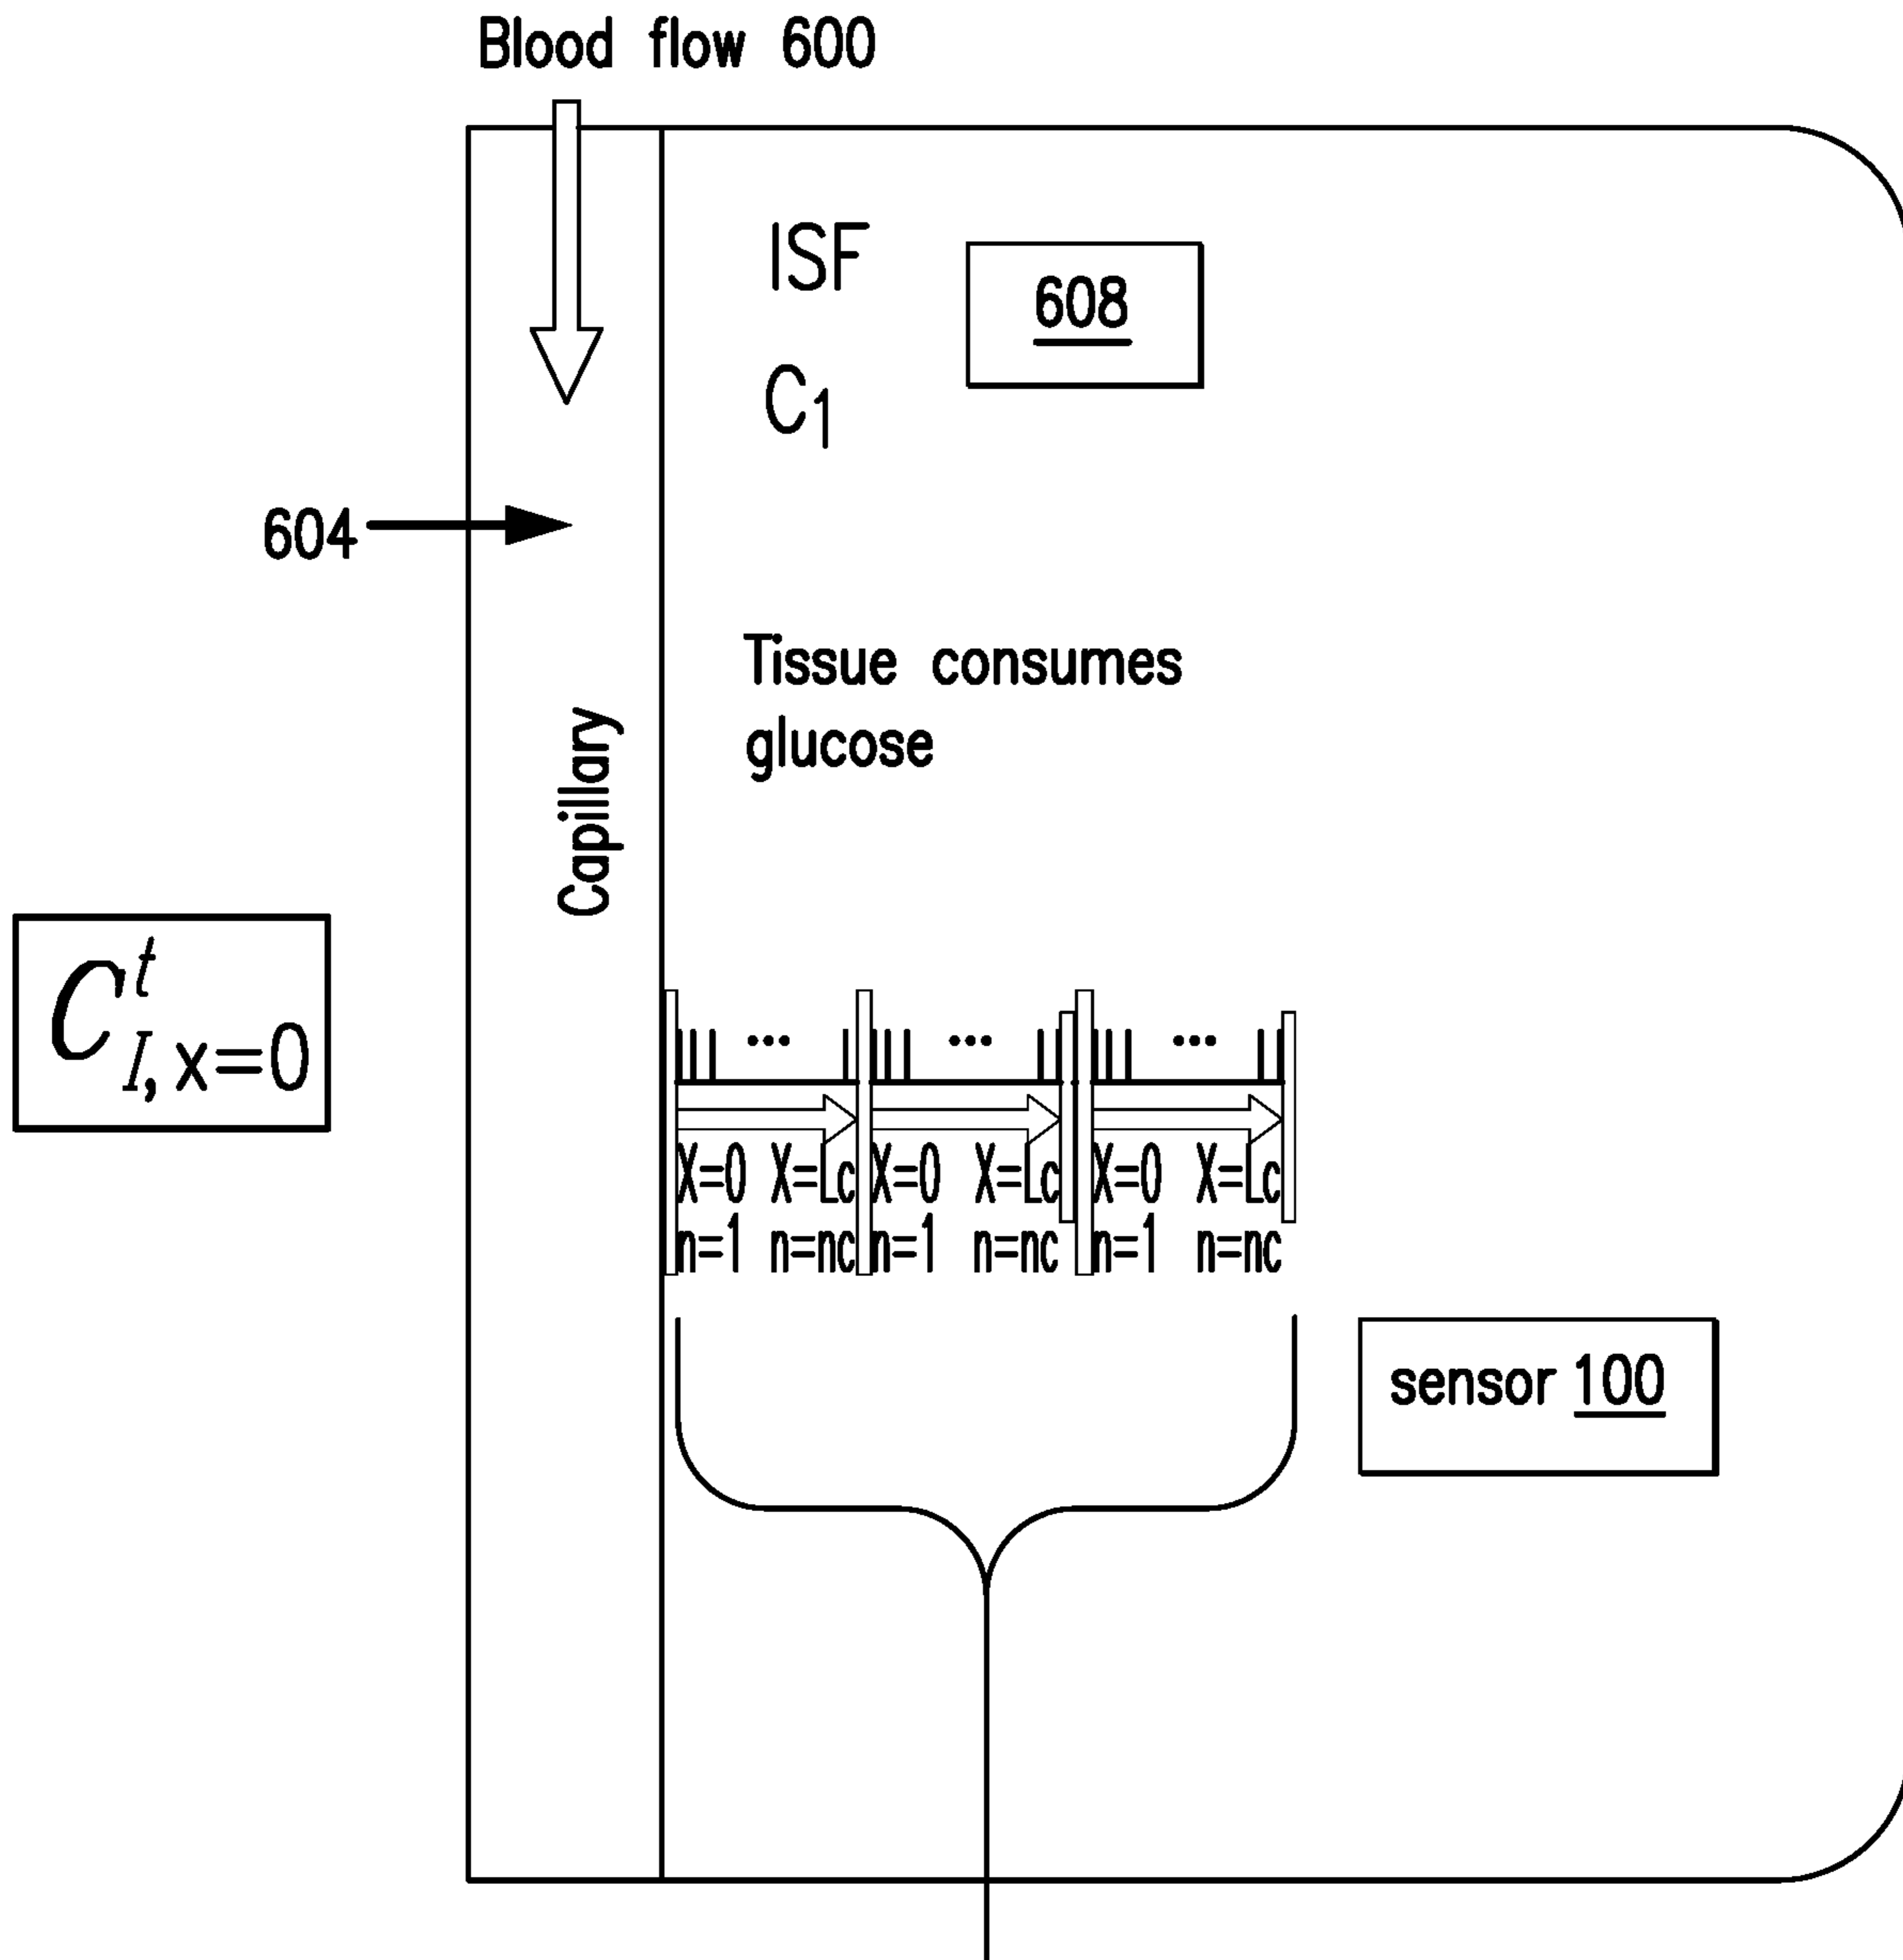 Blood flow 600
ISF
608
C1
604
Tissue consumes
glucose
Capillary
C^t_{I, x=0}
... ... ...
X=0 X=Lc X=0 X=Lc X=0 X=Lc
n=1 n=nc n=1 n=nc n=1 n=nc
sensor 100